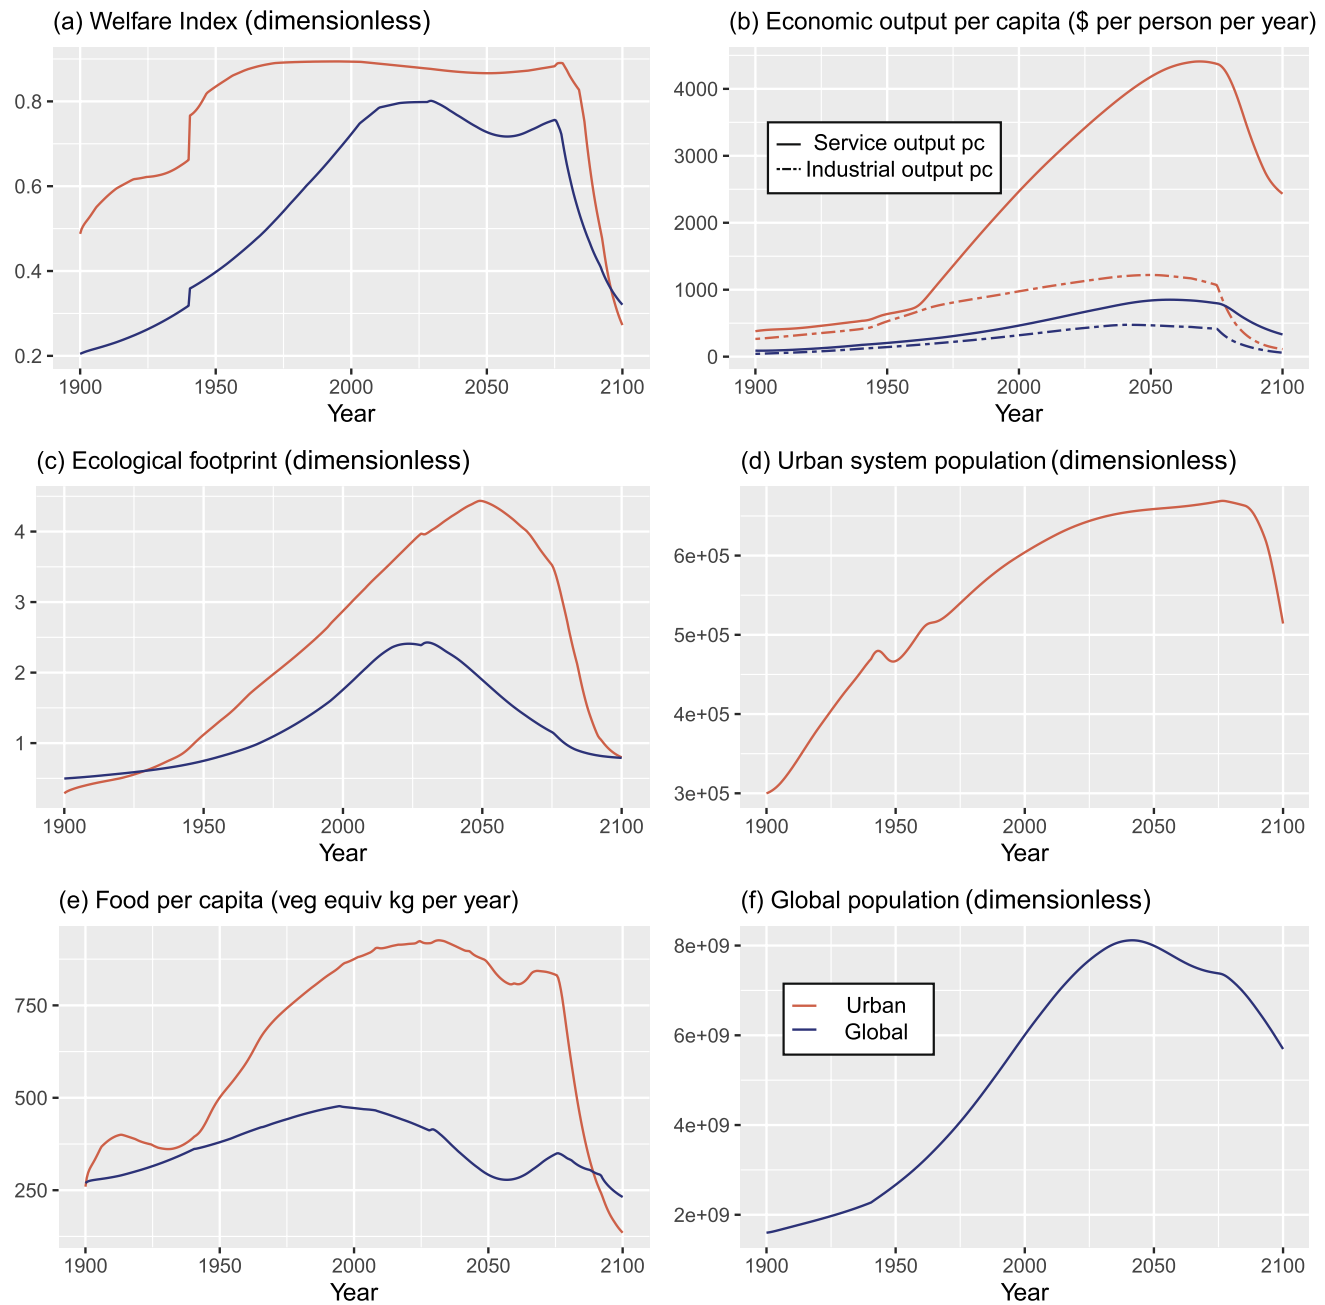 (a) Welfare Index (dimensionless)
0.8
0.6
0.4
0.2
1900 1950 2000 2050 2100
Year
(b) Economic output per capita ($ per person per year)
4000
3000
2000
1000
0
Service output pc
Industrial output pc
1900 1950 2000 2050 2100
Year
(c) Ecological footprint (dimensionless)
4
3
2
1
1900 1950 2000 2050 2100
Year
(d) Urban system population (dimensionless)
6e+05
5e+05
4e+05
3e+05
1900 1950 2000 2050 2100
Year
(e) Food per capita (veg equiv kg per year)
750
500
250
1900 1950 2000 2050 2100
Year
(f) Global population (dimensionless)
8e+09
6e+09
4e+09
2e+09
Urban
Global
1900 1950 2000 2050 2100
Year